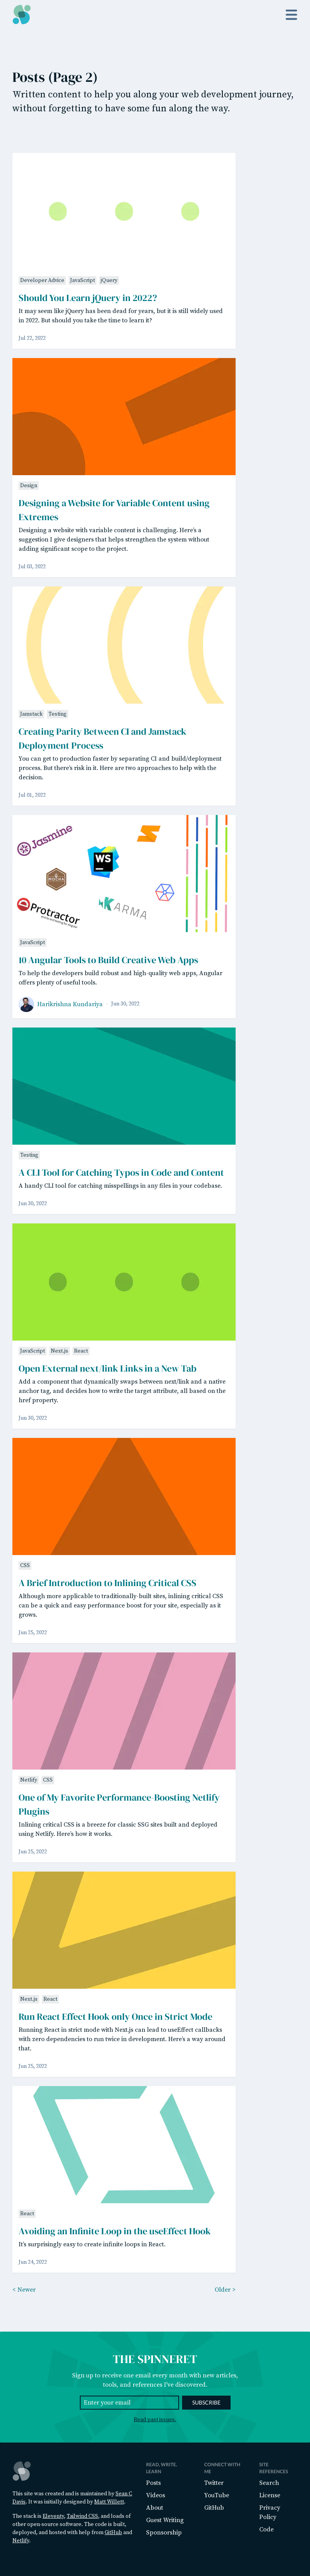 Posts (Page 2)
Written content to help you along your web development journey,
without forgetting to have some fun along the way.
Developer Advice JavaScript jQuery
Should You Learn jQuery in 2022?
It may seem like jQuery has been dead for years, but it is still widely used
in 2022. But should you take the time to learn it?
Jul 22, 2022
Design
Designing a Website for Variable Content using
Extremes
Designing a website with variable content is challenging. Here's a
suggestion I give designers that helps strengthen the system without
adding significant scope to the project.
Jul 03, 2022
Jamstack Testing
Creating Parity Between CI and Jamstack
Deployment Process
You can get to production faster by separating CI and build/deployment
process. But there's risk in it. Here are two approaches to help with the
decision.
Jul 01, 2022
Jasmine
WS
MOCHA
KARMA
Protractor
JavaScript
10 Angular Tools to Build Creative Web Apps
To help the developers build robust and high-quality web apps, Angular
offers plenty of useful tools.
Harikrishna Kundariya Jun 30, 2022
Testing
A CLI Tool for Catching Typos in Code and Content
A handy CLI tool for catching misspellings in any files in your codebase.
Jun 30, 2022
JavaScript Next.js React
Open External next/link Links in a New Tab
Add a component that dynamically swaps between next/link and a native
anchor tag, and decides how to write the target attribute, all based on the
href property.
Jun 30, 2022
CSS
A Brief Introduction to Inlining Critical CSS
Although more applicable to traditionally-built sites, inlining critical CSS
can be a quick and easy performance boost for your site, especially as it
grows.
Jun 25, 2022
Netlify CSS
One of My Favorite Performance-Boosting Netlify
Plugins
Inlining critical CSS is a breeze for classic SSG sites built and deployed
using Netlify. Here's how it works.
Jun 25, 2022
Next.js React
Run React Effect Hook only Once in Strict Mode
Running React in strict mode with Next.js can lead to useEffect callbacks
with zero dependencies to run twice in development. Here's a way around
that.
Jun 25, 2022
React
Avoiding an Infinite Loop in the useEffect Hook
It's surprisingly easy to create infinite loops in React.
Jun 24, 2022
< Newer Older >
THE SPINNERET
Sign up to receive one email every month with new articles,
tools, and references I've discovered.
Enter your email SUBSCRIBE
Read past issues.
This site was created and is maintained by Sean C
Davis. It was initially designed by Matt Willett.
The stack is Eleventy, Tailwind CSS, and loads of
other open-source software. The code is built,
deployed, and hosted with help from GitHub and
Netlify.
READ, WRITE,
LEARN
Posts
Videos
About
Guest Writing
Sponsorship
CONNECT WITH
ME
Twitter
YouTube
GitHub
SITE
REFERENCES
Search
License
Privacy
Policy
Code